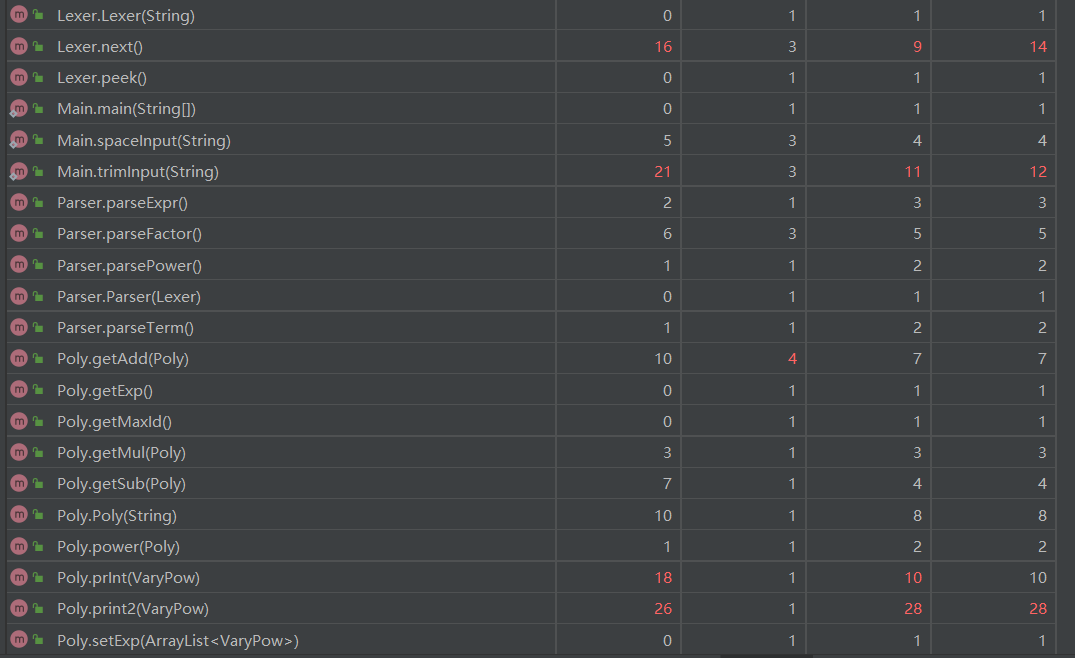 m Lexer.Lexer(String) 0 1 1 1
m Lexer.next() 16 3 9 14
m Lexer.peek() 0 1 1 1
m Main.main(String[]) 0 1 1 1
m Main.spaceInput(String) 5 3 4 4
m Main.trimInput(String) 21 3 11 12
m Parser.parseExpr() 2 1 3 3
m Parser.parseFactor() 6 3 5 5
m Parser.parsePower() 1 1 2 2
m Parser.Parser(Lexer) 0 1 1 1
m Parser.parseTerm() 1 1 2 2
m Poly.getAdd(Poly) 10 4 7 7
m Poly.getExp() 0 1 1 1
m Poly.getMaxId() 0 1 1 1
m Poly.getMul(Poly) 3 1 3 3
m Poly.getSub(Poly) 7 1 4 4
m Poly.Poly(String) 10 1 8 8
m Poly.power(Poly) 1 1 2 2
m Poly.prInt(VaryPow) 18 1 10 10
m Poly.print2(VaryPow) 26 1 28 28
m Poly.setExp(ArrayList<VaryPow>) 0 1 1 1